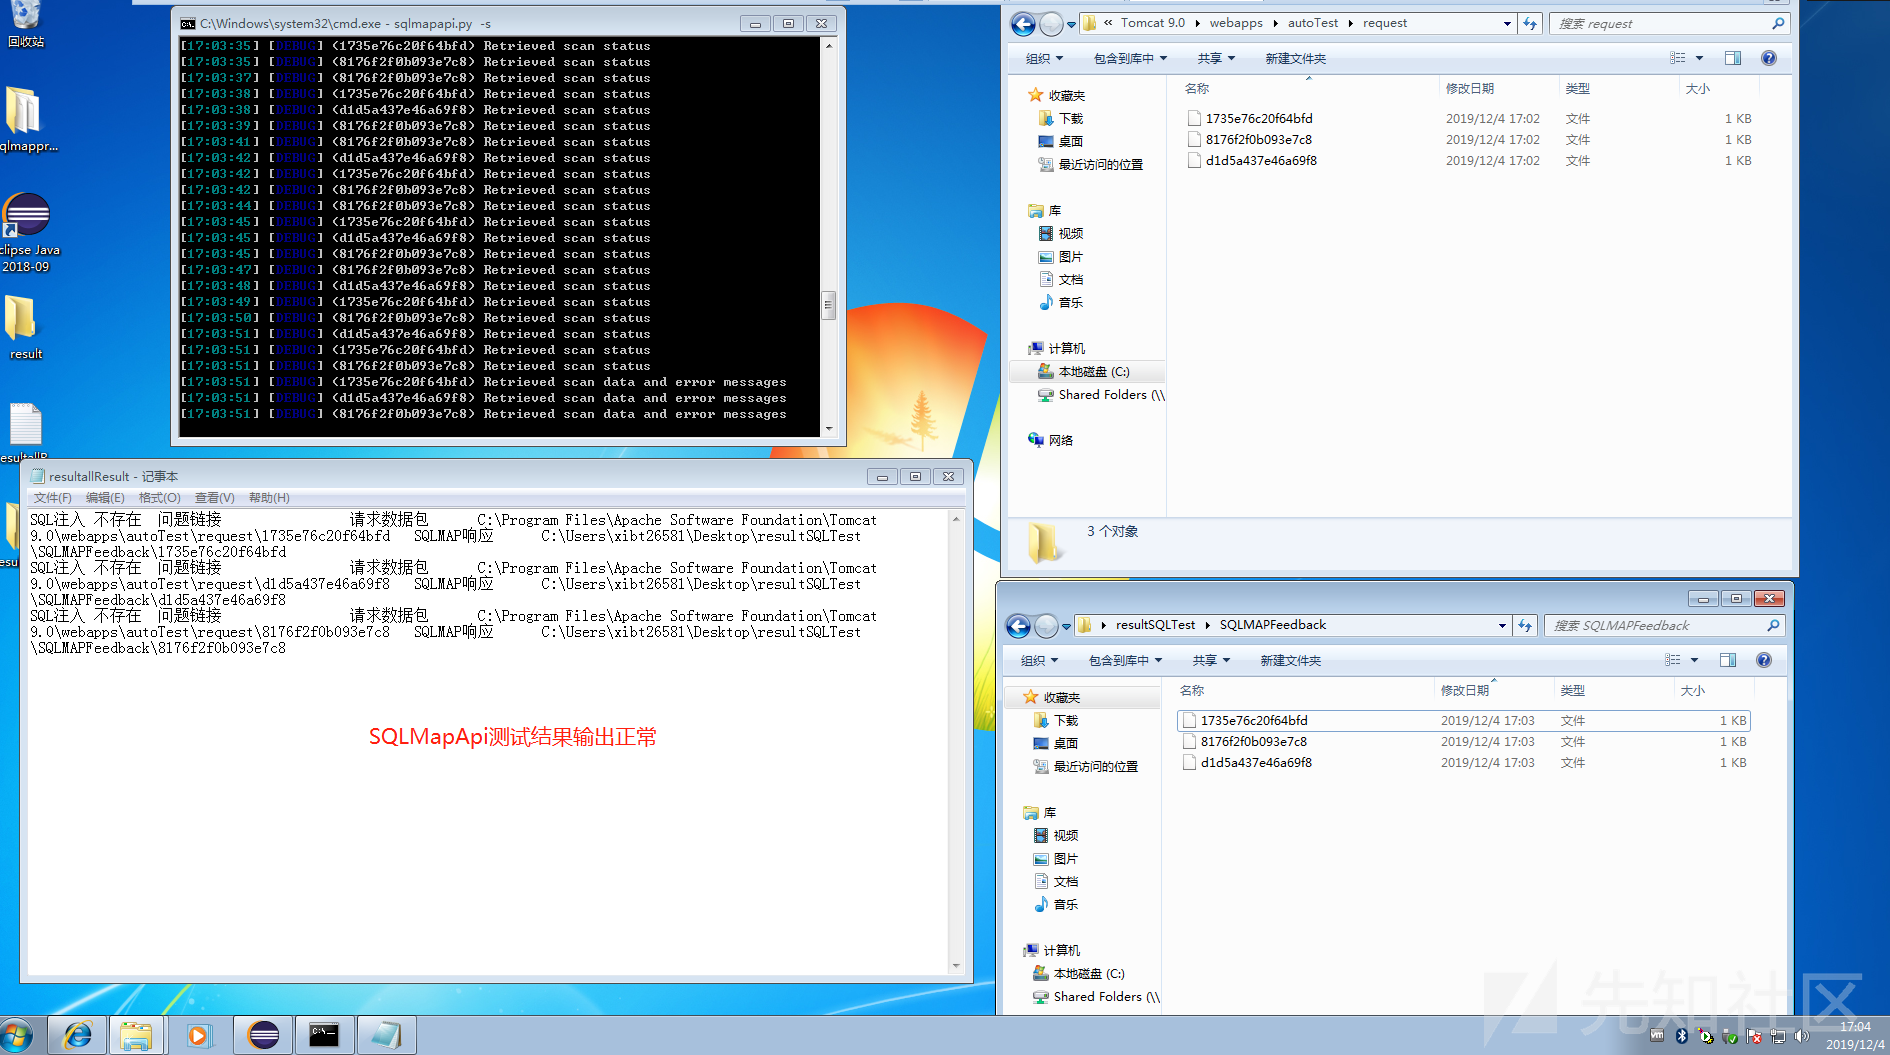 回收站
qlmappr...
clipse Java
2018-09
result
esultallR
esu
C:\Windows\system32\cmd.exe - sqlmapapi.py  -s
[17:03:35] [DEBUG] (1735e76c20f64bfd) Retrieved scan status
[17:03:35] [DEBUG] (8176f2f0b093e7c8) Retrieved scan status
[17:03:37] [DEBUG] (8176f2f0b093e7c8) Retrieved scan status
[17:03:38] [DEBUG] (1735e76c20f64bfd) Retrieved scan status
[17:03:38] [DEBUG] (d1d5a437e46a69f8) Retrieved scan status
[17:03:39] [DEBUG] (8176f2f0b093e7c8) Retrieved scan status
[17:03:41] [DEBUG] (8176f2f0b093e7c8) Retrieved scan status
[17:03:42] [DEBUG] (d1d5a437e46a69f8) Retrieved scan status
[17:03:42] [DEBUG] (1735e76c20f64bfd) Retrieved scan status
[17:03:42] [DEBUG] (8176f2f0b093e7c8) Retrieved scan status
[17:03:44] [DEBUG] (8176f2f0b093e7c8) Retrieved scan status
[17:03:45] [DEBUG] (1735e76c20f64bfd) Retrieved scan status
[17:03:45] [DEBUG] (d1d5a437e46a69f8) Retrieved scan status
[17:03:45] [DEBUG] (8176f2f0b093e7c8) Retrieved scan status
[17:03:47] [DEBUG] (8176f2f0b093e7c8) Retrieved scan status
[17:03:48] [DEBUG] (d1d5a437e46a69f8) Retrieved scan status
[17:03:49] [DEBUG] (1735e76c20f64bfd) Retrieved scan status
[17:03:50] [DEBUG] (8176f2f0b093e7c8) Retrieved scan status
[17:03:51] [DEBUG] (d1d5a437e46a69f8) Retrieved scan status
[17:03:51] [DEBUG] (1735e76c20f64bfd) Retrieved scan status
[17:03:51] [DEBUG] (8176f2f0b093e7c8) Retrieved scan status
[17:03:51] [DEBUG] (1735e76c20f64bfd) Retrieved scan data and error messages
[17:03:51] [DEBUG] (d1d5a437e46a69f8) Retrieved scan data and error messages
[17:03:51] [DEBUG] (8176f2f0b093e7c8) Retrieved scan data and error messages
resultallResult - 记事本
文件(F) 编辑(E) 格式(O) 查看(V) 帮助(H)
SQL注入 不存在 问题链接 请求数据包 C:\Program Files\Apache Software Foundation\Tomcat
9.0\webapps\autoTest\request\1735e76c20f64bfd SQLMAP响应 C:\Users\xibt26581\Desktop\resultSQLTest
\SQLMAPFeedback\1735e76c20f64bfd
SQL注入 不存在 问题链接 请求数据包 C:\Program Files\Apache Software Foundation\Tomcat
9.0\webapps\autoTest\request\d1d5a437e46a69f8 SQLMAP响应 C:\Users\xibt26581\Desktop\resultSQLTest
\SQLMAPFeedback\d1d5a437e46a69f8
SQL注入 不存在 问题链接 请求数据包 C:\Program Files\Apache Software Foundation\Tomcat
9.0\webapps\autoTest\request\8176f2f0b093e7c8 SQLMAP响应 C:\Users\xibt26581\Desktop\resultSQLTest
\SQLMAPFeedback\8176f2f0b093e7c8
SQLMapApi测试结果输出正常
« Tomcat 9.0 ▸ webapps ▸ autoTest ▸ request
搜索 request
组织 包含到库中 共享 新建文件夹
名称 修改日期 类型 大小
1735e76c20f64bfd 2019/12/4 17:02 文件 1 KB
8176f2f0b093e7c8 2019/12/4 17:02 文件 1 KB
d1d5a437e46a69f8 2019/12/4 17:02 文件 1 KB
收藏夹
下载
桌面
最近访问的位置
库
视频
图片
文档
音乐
计算机
本地磁盘 (C:)
Shared Folders (\\
网络
3 个对象
▸ resultSQLTest ▸ SQLMAPFeedback
搜索 SQLMAPFeedback
组织 包含到库中 共享 新建文件夹
名称 修改日期 类型 大小
1735e76c20f64bfd 2019/12/4 17:03 文件 1 KB
8176f2f0b093e7c8 2019/12/4 17:03 文件 1 KB
d1d5a437e46a69f8 2019/12/4 17:03 文件 1 KB
收藏夹
下载
桌面
最近访问的位置
库
视频
图片
文档
音乐
计算机
本地磁盘 (C:)
Shared Folders (\\
先知社区
17:04
2019/12/4